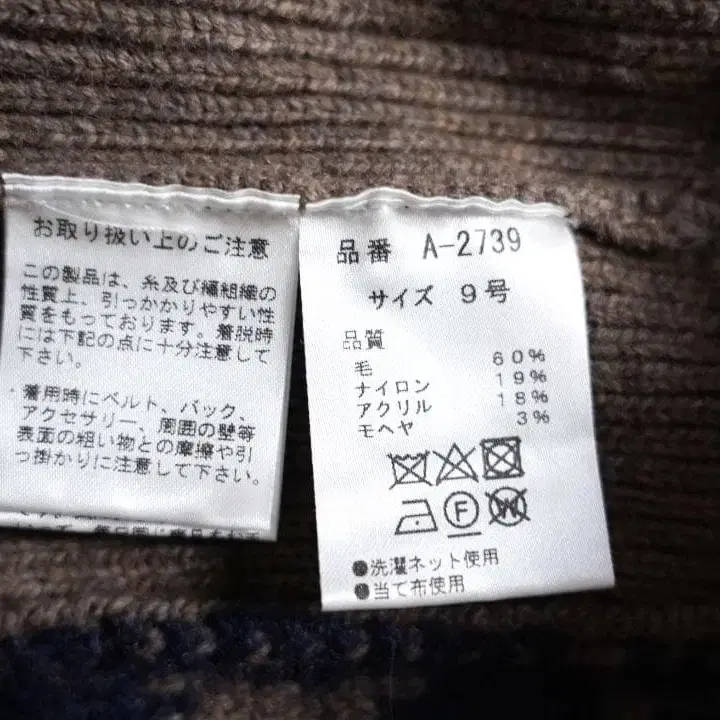 お取り扱い上のご注意
この製品は、糸及び編組織の
性質上、引っかかりやすい性
質をもっております。着脱時
には下記の点に十分注意して
下さい。
・着用時にベルト、バック、
アクセサリー、周囲の壁等
表面の粗い物との摩擦や引
っ掛かりに注意して下さい。
品番 A-2739
サイズ 9号
品質
毛 60%
ナイロン 19%
アクリル 18%
モヘヤ 3%
F
W
●洗濯ネット使用
●当て布使用